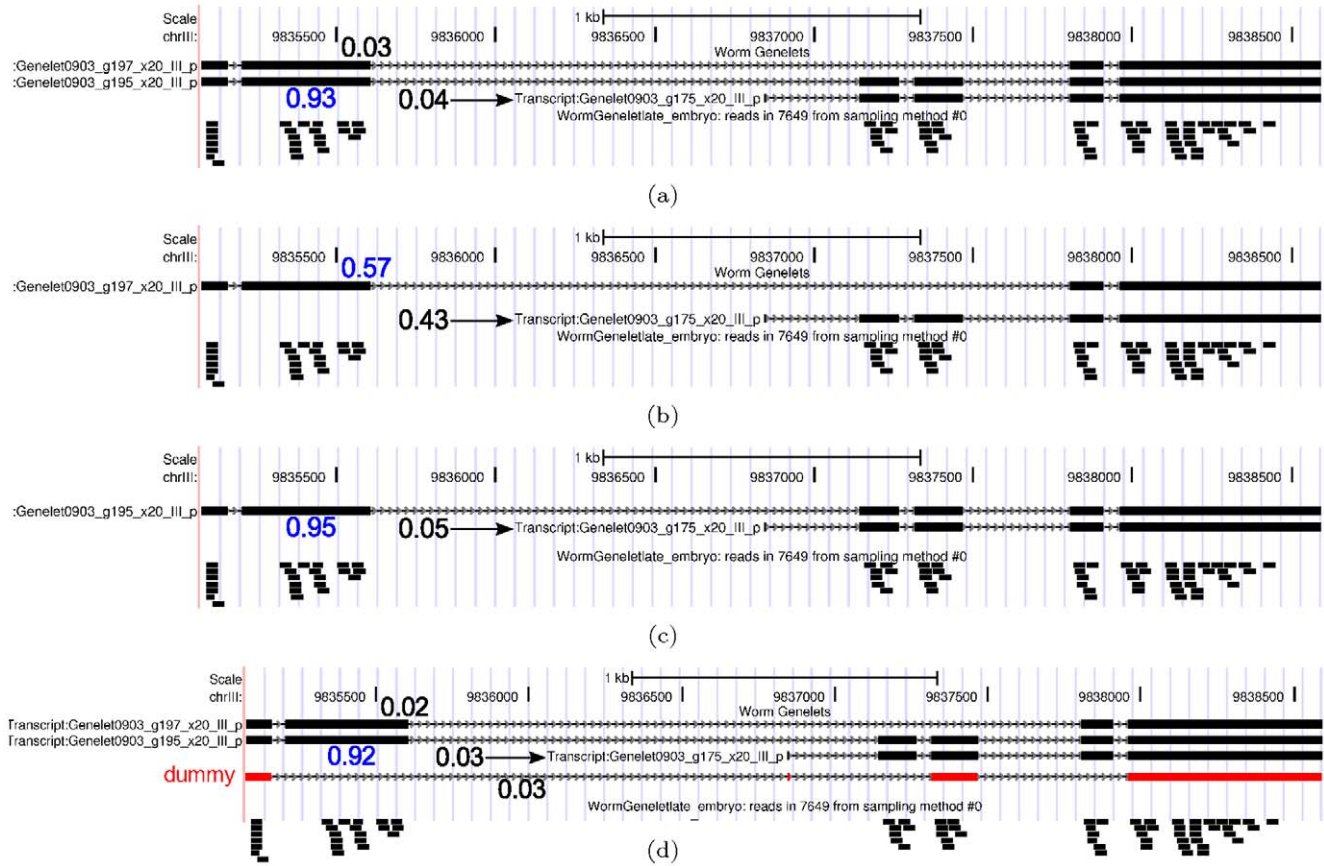 Scale
1 kb
chrIII:
9835500 9836000 9836500 9837000 9837500 9838000 9838500
0.03
Worm Genelets
:Genelet0903_g197_x20_III_p
:Genelet0903_g195_x20_III_p
0.93 0.04 Transcript:Genelet0903_g175_x20_III_p
WormGeneletlate_embryo: reads in 7649 from sampling method #0
(a)
Scale
1 kb
chrIII:
9835500 9836000 9836500 9837000 9837500 9838000 9838500
0.57
Worm Genelets
:Genelet0903_g197_x20_III_p
0.43 Transcript:Genelet0903_g175_x20_III_p
WormGeneletlate_embryo: reads in 7649 from sampling method #0
(b)
Scale
1 kb
chrIII:
9835500 9836000 9836500 9837000 9837500 9838000 9838500
:Genelet0903_g195_x20_III_p
0.95 0.05 Transcript:Genelet0903_g175_x20_III_p
WormGeneletlate_embryo: reads in 7649 from sampling method #0
(c)
Scale
1 kb
chrIII:
9835500 9836000 9836500 9837000 9837500 9838000 9838500
0.02
Worm Genelets
Transcript:Genelet0903_g197_x20_III_p
Transcript:Genelet0903_g195_x20_III_p
0.92 0.03 Transcript:Genelet0903_g175_x20_III_p
dummy
0.03
WormGeneletlate_embryo: reads in 7649 from sampling method #0
(d)